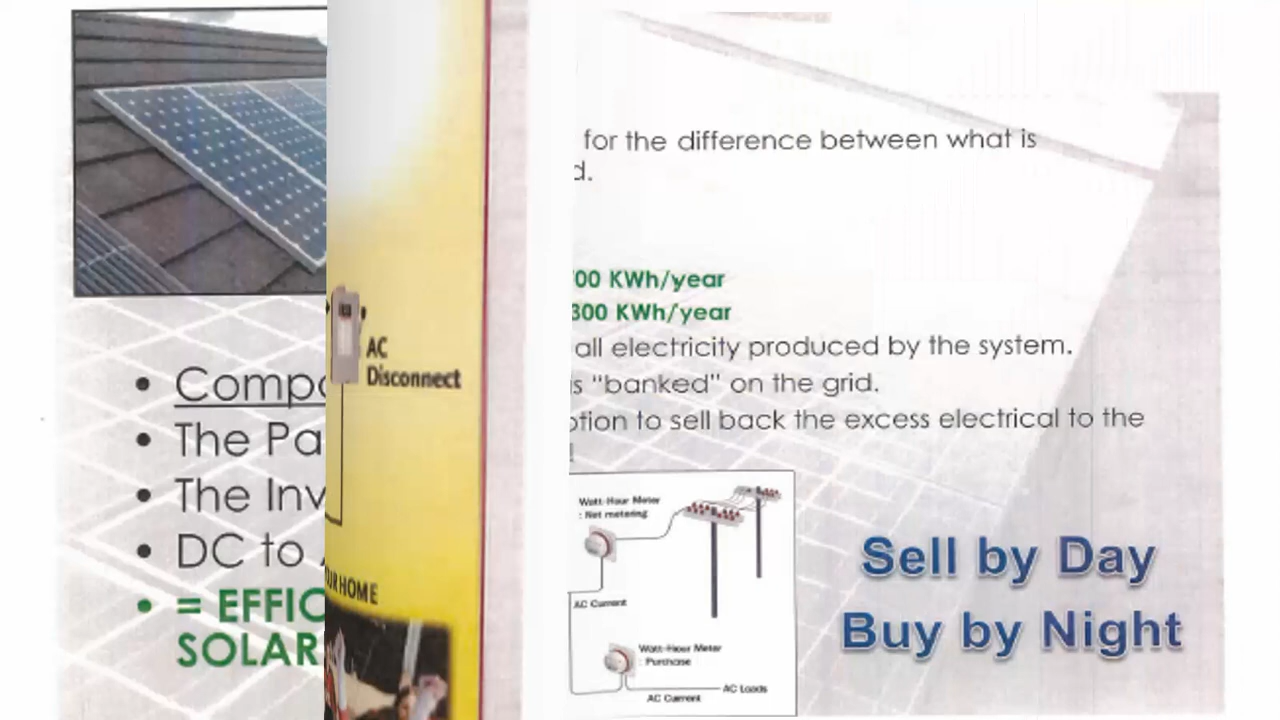 for the difference between what is
d.
00 KWh/year
300 KWh/year
all electricity produced by the system.
s “banked” on the grid.
otion to sell back the excess electrical to the
AC
Disconnect
• Compo
• The Pa
• The Inv
• DC to
• = EFFIC
SOLAR
UR HOME
Watt-Hour Meter
: Net metering
AC Current
Watt-Hour Meter
: Purchase
AC Current
AC Loads
Sell by Day
Buy by Night